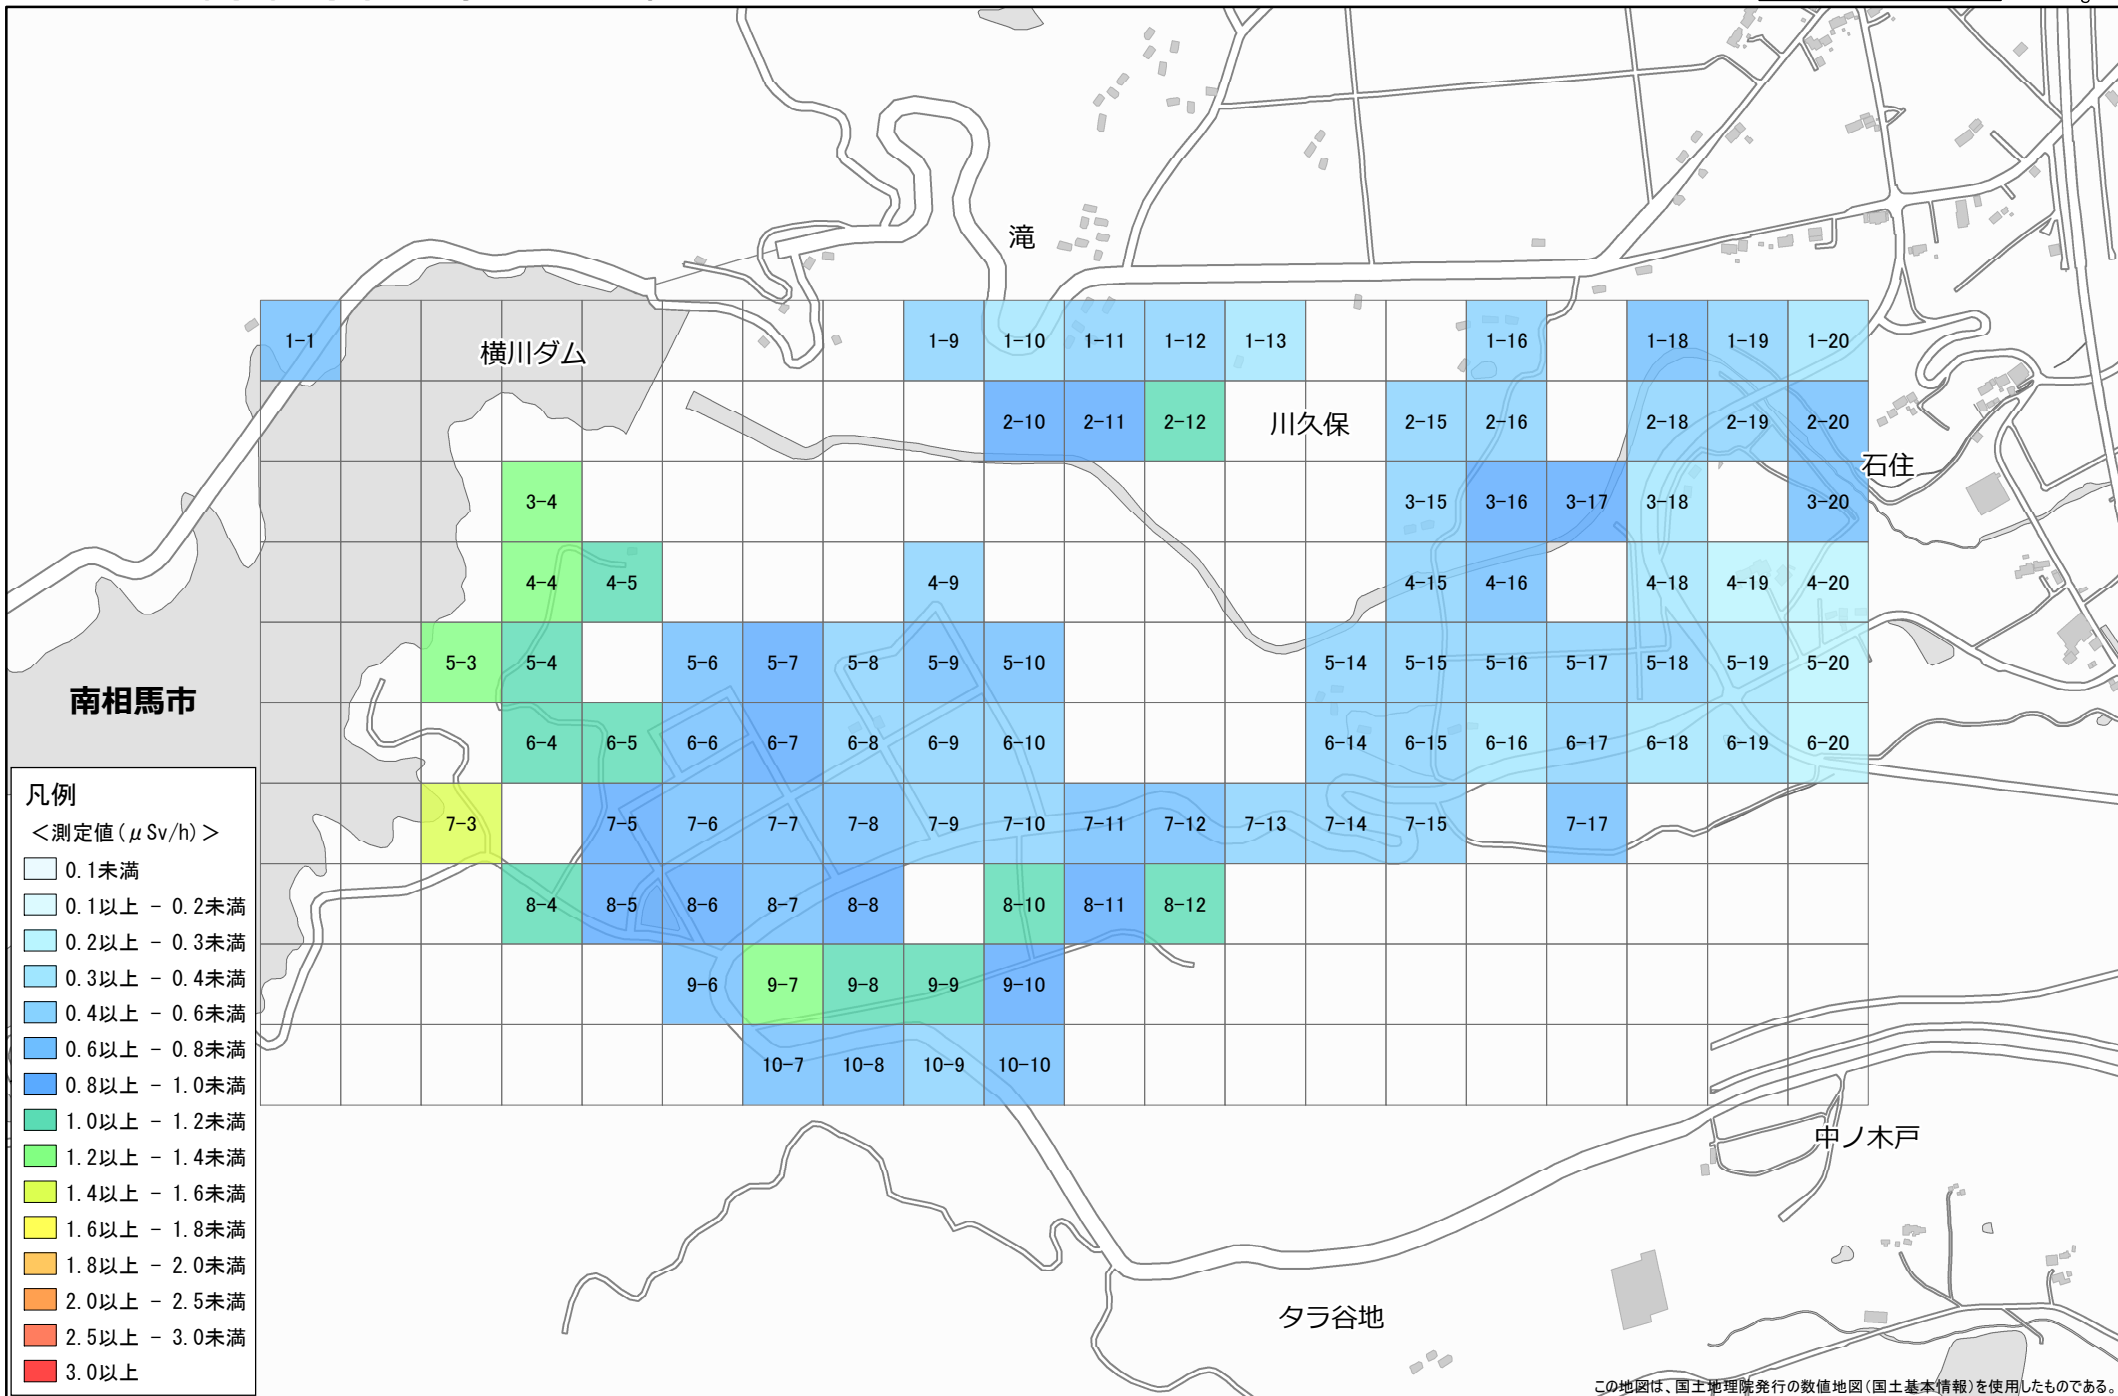 滝
1-1
横川ダム
1-9 1-10 1-11 1-12 1-13 1-16 1-18 1-19 1-20
2-10 2-11 2-12 川久保 2-15 2-16 2-18 2-19 2-20
石住
3-4 3-15 3-16 3-17 3-18 3-20
4-4 4-5 4-9 4-15 4-16 4-18 4-19 4-20
5-3 5-4 5-6 5-7 5-8 5-9 5-10 5-14 5-15 5-16 5-17 5-18 5-19 5-20
南相馬市
6-4 6-5 6-6 6-7 6-8 6-9 6-10 6-14 6-15 6-16 6-17 6-18 6-19 6-20
7-3 7-5 7-6 7-7 7-8 7-9 7-10 7-11 7-12 7-13 7-14 7-15 7-17
8-4 8-5 8-6 8-7 8-8 8-10 8-11 8-12
9-6 9-7 9-8 9-9 9-10
10-7 10-8 10-9 10-10
凡例
＜測定値(μSv/h)＞
0.1未満
0.1以上 - 0.2未満
0.2以上 - 0.3未満
0.3以上 - 0.4未満
0.4以上 - 0.6未満
0.6以上 - 0.8未満
0.8以上 - 1.0未満
1.0以上 - 1.2未満
1.2以上 - 1.4未満
1.4以上 - 1.6未満
1.6以上 - 1.8未満
1.8以上 - 2.0未満
2.0以上 - 2.5未満
2.5以上 - 3.0未満
3.0以上
中ノ木戸
タラ谷地
この地図は、国土地理院発行の数値地図(国土基本情報)を使用したものである。